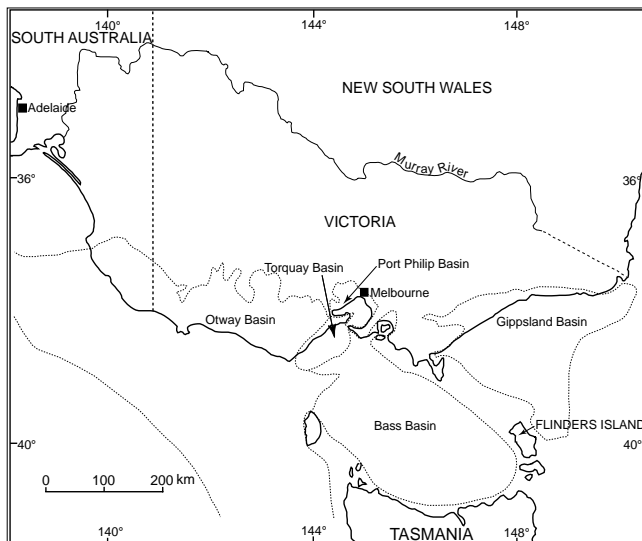 140° 144° 148°
SOUTH AUSTRALIA
NEW SOUTH WALES
Adelaide
Murray River
36° 36°
VICTORIA
Torquay Basin
Port Philip Basin
Melbourne
Otway Basin
Gippsland Basin
FLINDERS ISLAND
Bass Basin
40° 40°
0 100 200 km
TASMANIA
140° 144° 148°